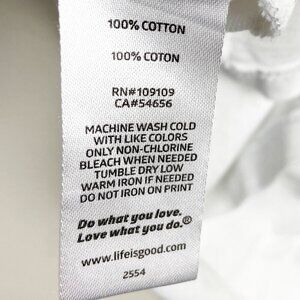 100% COTTON
100% COTON
RN#109109
CA#54656
MACHINE WASH COLD
WITH LIKE COLORS
ONLY NON-CHLORINE
BLEACH WHEN NEEDED
TUMBLE DRY LOW
WARM IRON IF NEEDED
DO NOT IRON ON PRINT
Do what you love.
Love what you do.®
www.lifeisgood.com
2554